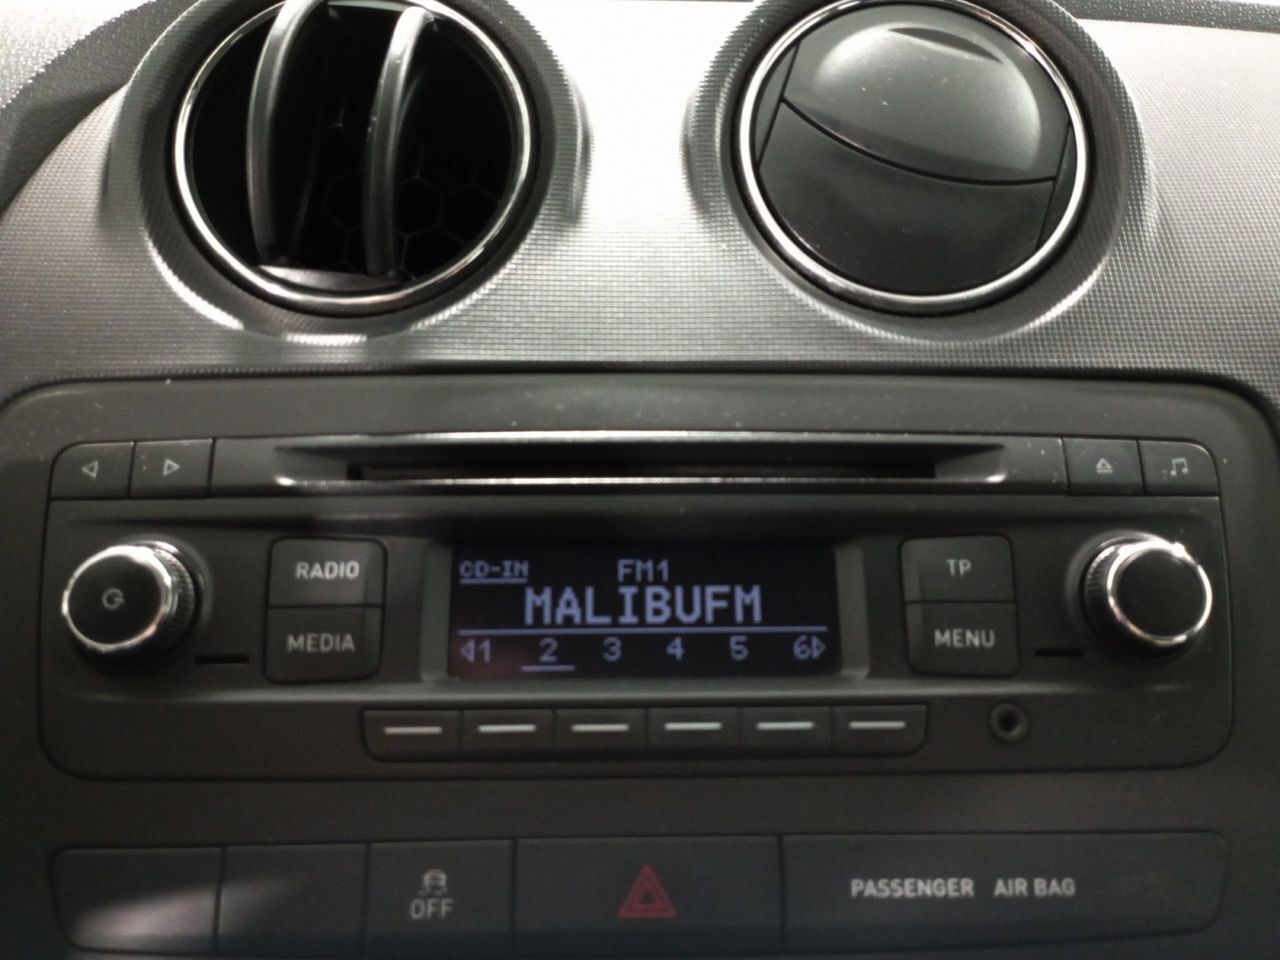 RADIO
MEDIA
CD-IN FM1
MALIBUFM
1 2 3 4 5 6
TP
MENU
OFF
PASSENGER AIR BAG